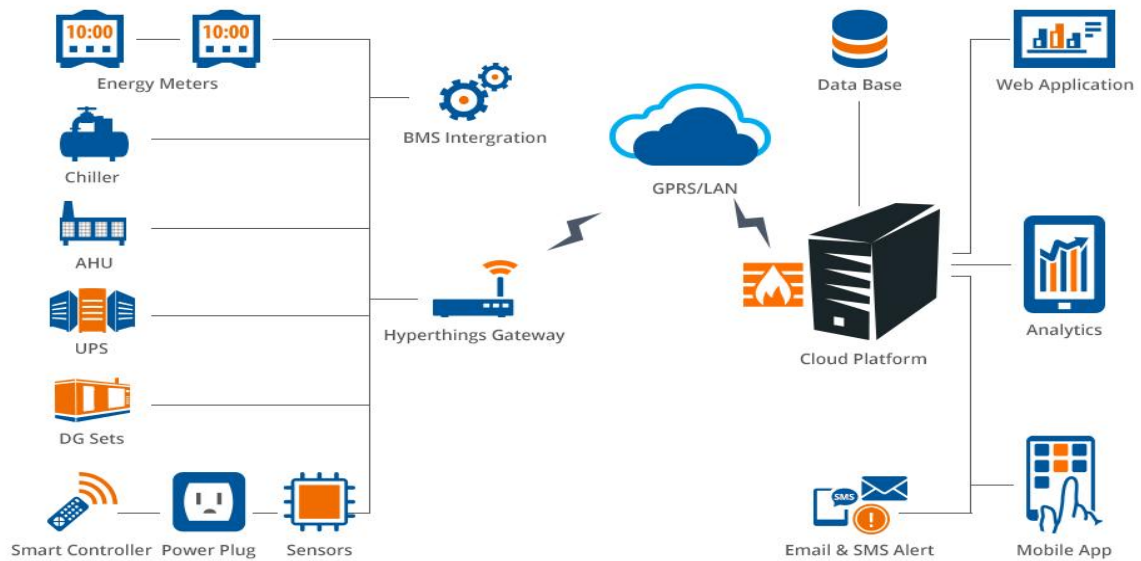 10:00
10:00
Energy Meters
Chiller
AHU
UPS
DG Sets
Smart Controller
Power Plug
Sensors
BMS Intergration
Hyperthings Gateway
GPRS/LAN
Data Base
Cloud Platform
Web Application
Analytics
SMS
Email & SMS Alert
Mobile App